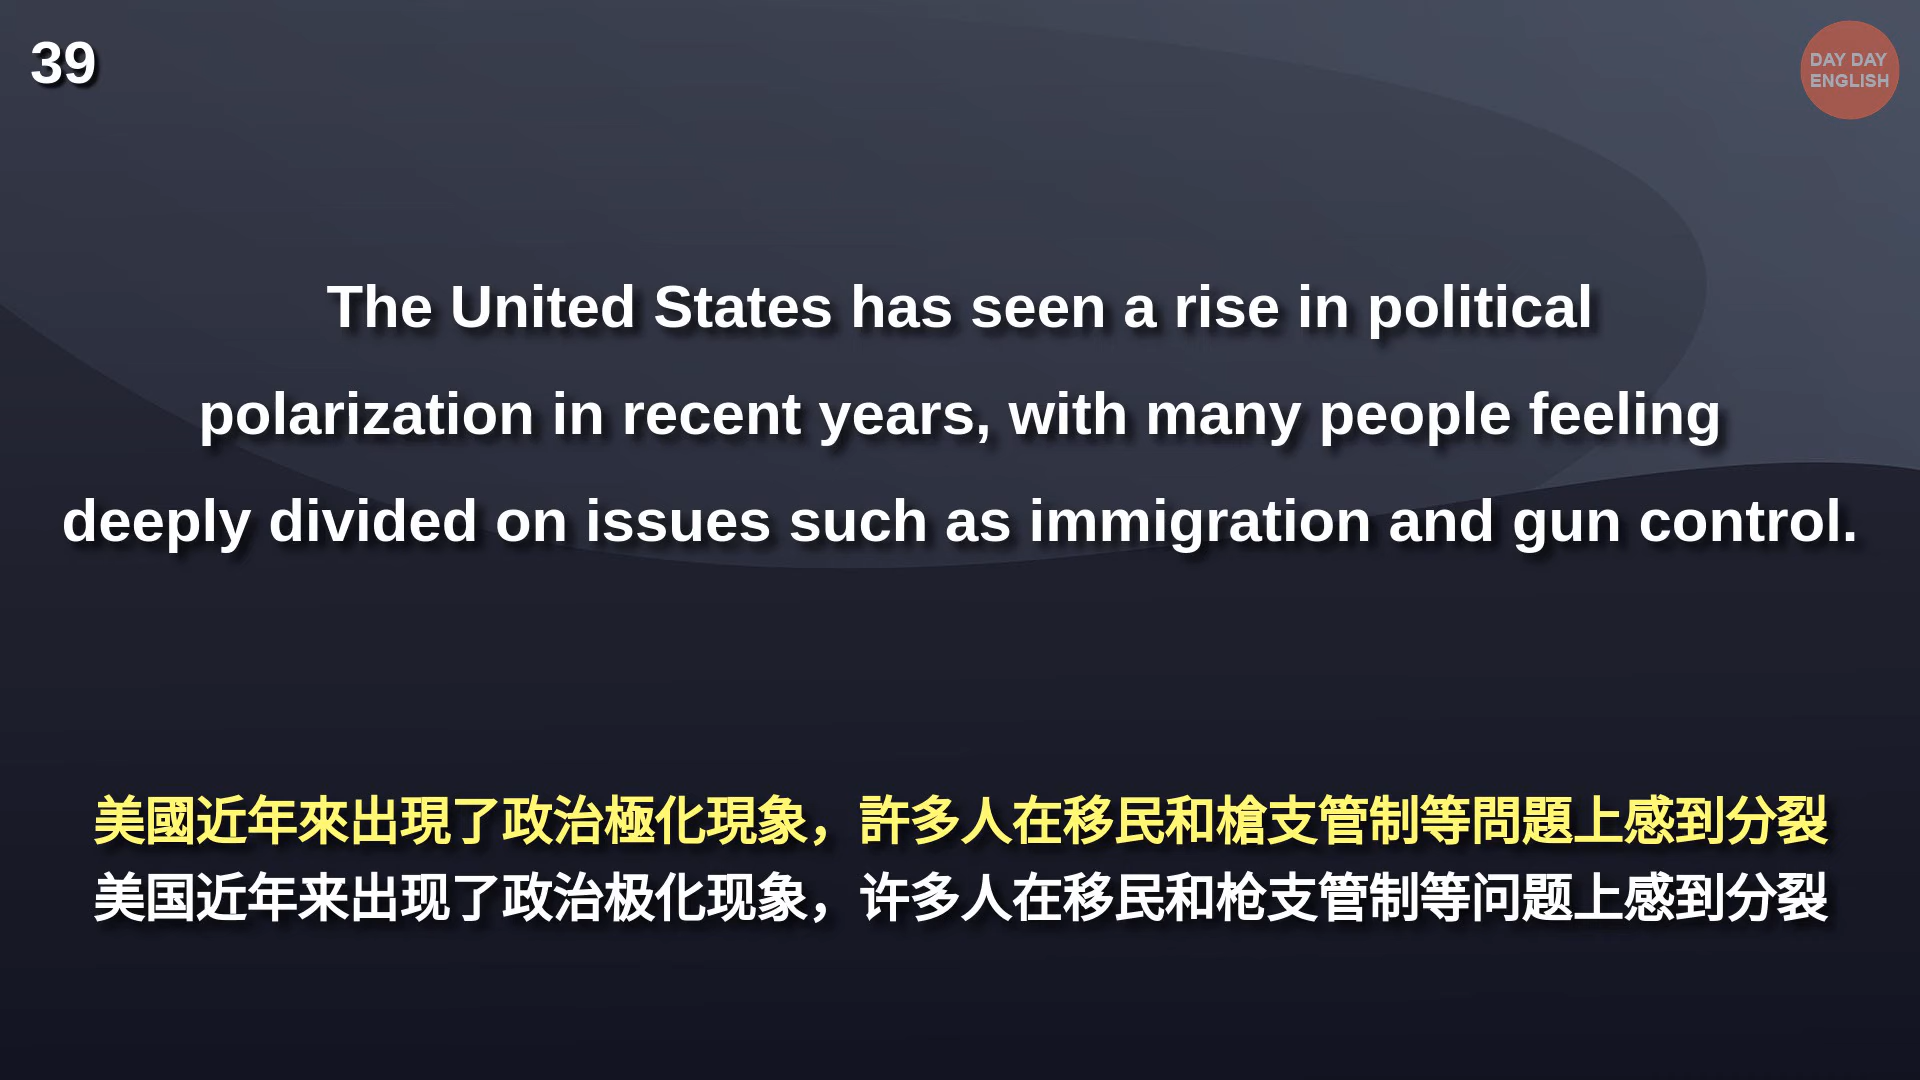 39
DAY DAY
ENGLISH
The United States has seen a rise in political
polarization in recent years, with many people feeling
deeply divided on issues such as immigration and gun control.
美國近年來出現了政治極化現象，許多人在移民和槍支管制等問題上感到分裂
美国近年来出现了政治极化现象，许多人在移民和枪支管制等问题上感到分裂